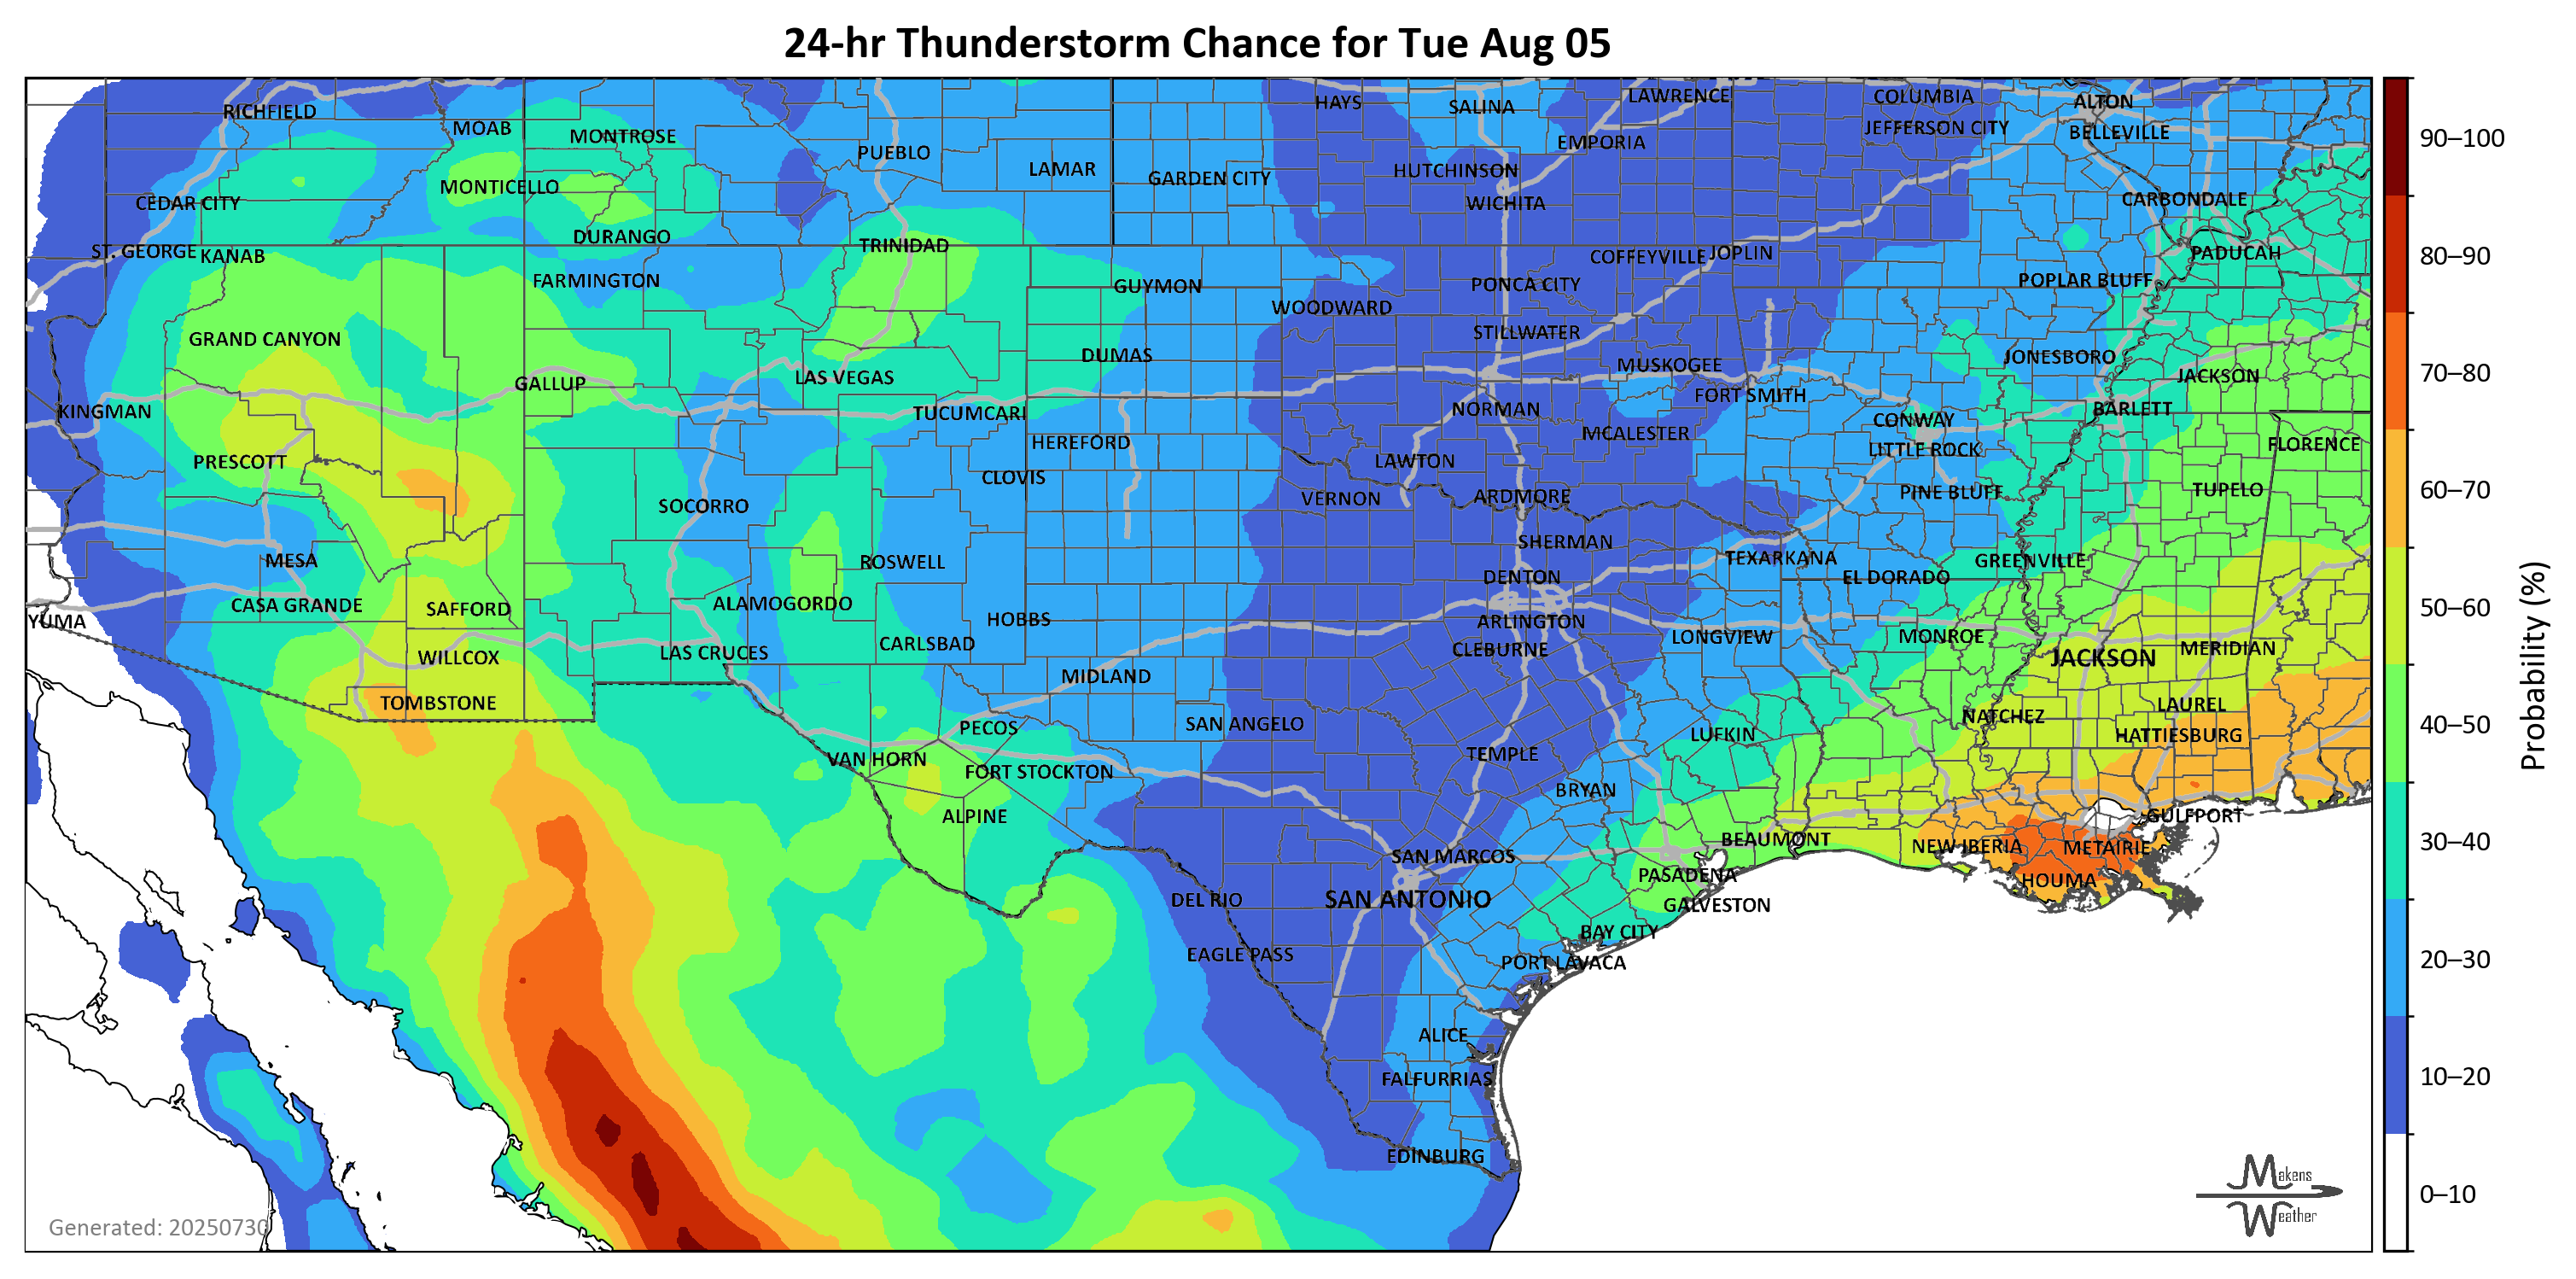 24-hr Thunderstorm Chance for Tue Aug 05
RICHFIELD
HAYS
SALINA
LAWRENCE
COLUMBIA
ALTON
MOAB
MONTROSE
JEFFERSON CITY
BELLEVILLE
90–100
PUEBLO
EMPORIA
LAMAR
GARDEN CITY
HUTCHINSON
MONTICELLO
CEDAR CITY
WICHITA
CARBONDALE
DURANGO
TRINIDAD
ST. GEORGE
KANAB
COFFEYVILLE
JOPLIN
PADUCAH
80–90
FARMINGTON
GUYMON
PONCA CITY
POPLAR BLUFF
WOODWARD
GRAND CANYON
STILLWATER
DUMAS
MUSKOGEE
JONESBORO
70–80
GALLUP
LAS VEGAS
JACKSON
FORT SMITH
KINGMAN
TUCUMCARI
NORMAN
BARLETT
CONWAY
HEREFORD
MCALESTER
LITTLE ROCK
FLORENCE
PRESCOTT
LAWTON
CLOVIS
PINE BLUFF
TUPELO
60–70
SOCORRO
VERNON
ARDMORE
MESA
ROSWELL
SHERMAN
TEXARKANA
GREENVILLE
DENTON
EL DORADO
CASA GRANDE
SAFFORD
ALAMOGORDO
50–60
YUMA
HOBBS
ARLINGTON
LONGVIEW
MONROE
WILLCOX
LAS CRUCES
CARLSBAD
CLEBURNE
JACKSON
MERIDIAN
Probability (%)
MIDLAND
TOMBSTONE
LAUREL
PECOS
SAN ANGELO
NATCHEZ
40–50
LUFKIN
HATTIESBURG
VAN HORN
FORT STOCKTON
TEMPLE
BRYAN
ALPINE
GULFPORT
BEAUMONT
NEW IBERIA
METAIRIE
30–40
SAN MARCOS
PASADENA
HOUMA
DEL RIO
SAN ANTONIO
GALVESTON
BAY CITY
EAGLE PASS
PORT LAVACA
20–30
ALICE
FALFURRIAS
10–20
EDINBURG
Makens
Weather
0–10
Generated: 20250730